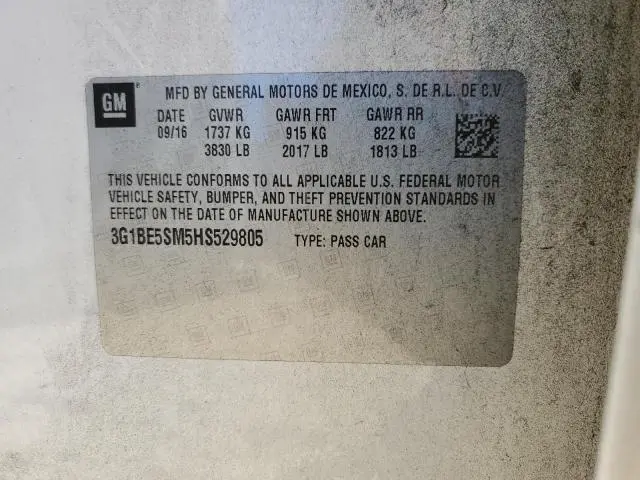 GM ®
MFD BY GENERAL MOTORS DE MEXICO, S. DE R.L. DE C.V.
DATE GVWR GAWR FRT GAWR RR
09/16 1737 KG 915 KG 822 KG
3830 LB 2017 LB 1813 LB
THIS VEHICLE CONFORMS TO ALL APPLICABLE U.S. FEDERAL MOTOR
VEHICLE SAFETY, BUMPER, AND THEFT PREVENTION STANDARDS IN
EFFECT ON THE DATE OF MANUFACTURE SHOWN ABOVE.
3G1BE5SM5HS529805 TYPE: PASS CAR